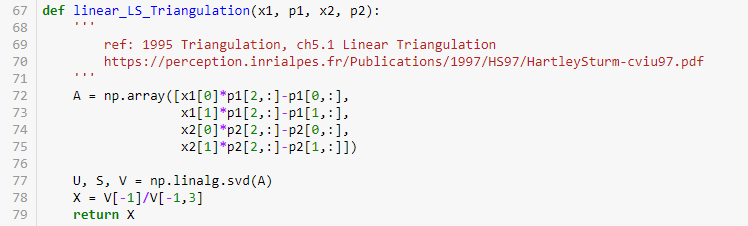 67 def linear_LS_Triangulation(x1, p1, x2, p2):
68     '''
69         ref: 1995 Triangulation, ch5.1 Linear Triangulation
70         https://perception.inrialpes.fr/Publications/1997/HS97/HartleySturm-cviu97.pdf
71     '''
72     A = np.array([x1[0]*p1[2,:]-p1[0,:],
73                   x1[1]*p1[2,:]-p1[1,:],
74                   x2[0]*p2[2,:]-p2[0,:],
75                   x2[1]*p2[2,:]-p2[1,:]])
76
77     U, S, V = np.linalg.svd(A)
78     X = V[-1]/V[-1,3]
79     return X